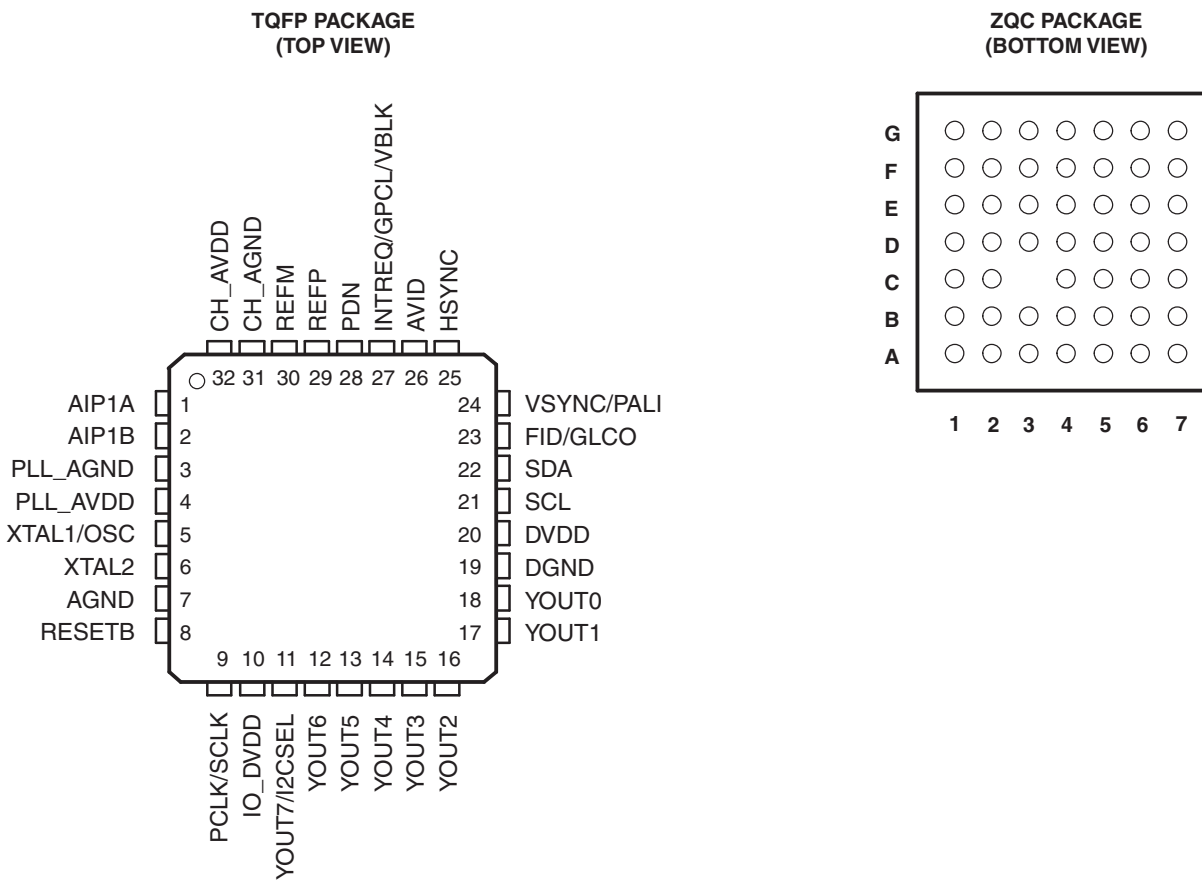 TQFP PACKAGE
(TOP VIEW)
CH_AVDD
CH_AGND
REFM
REFP
PDN
INTREQ/GPCL/VBLK
AVID
HSYNC
32 31 30 29 28 27 26 25
AIP1A 1
AIP1B 2
PLL_AGND 3
PLL_AVDD 4
XTAL1/OSC 5
XTAL2 6
AGND 7
RESETB 8
24 VSYNC/PALI
23 FID/GLCO
22 SDA
21 SCL
20 DVDD
19 DGND
18 YOUT0
17 YOUT1
9 10 11 12 13 14 15 16
PCLK/SCLK
IO_DVDD
YOUT7/I2CSEL
YOUT6
YOUT5
YOUT4
YOUT3
YOUT2
ZQC PACKAGE
(BOTTOM VIEW)
G
F
E
D
C
B
A
1 2 3 4 5 6 7